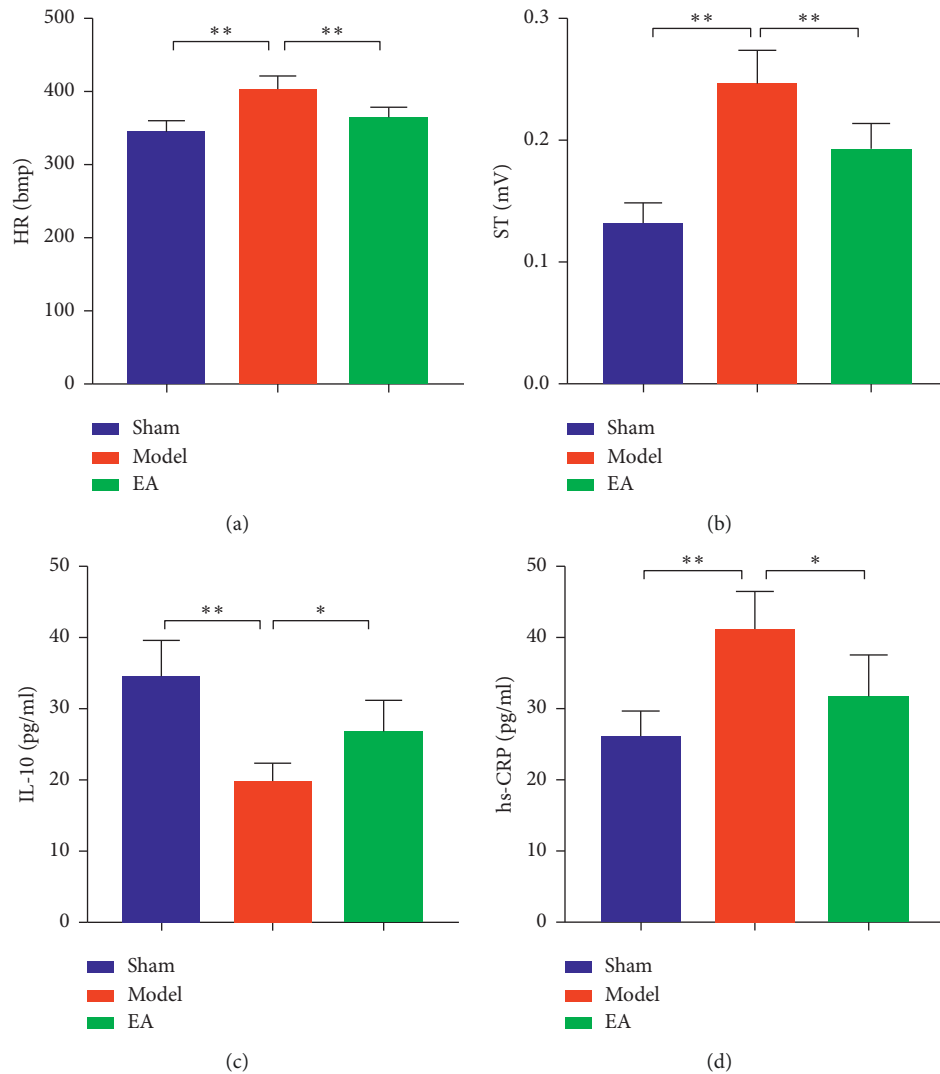 500
400
300
200
100
0
HR (bmp)
**
**
Sham
Model
EA
(a)
0.3
0.2
0.1
0.0
ST (mV)
**
**
Sham
Model
EA
(b)
50
40
30
20
10
0
IL-10 (pg/ml)
**
*
Sham
Model
EA
(c)
50
40
30
20
10
0
hs-CRP (pg/ml)
**
*
Sham
Model
EA
(d)